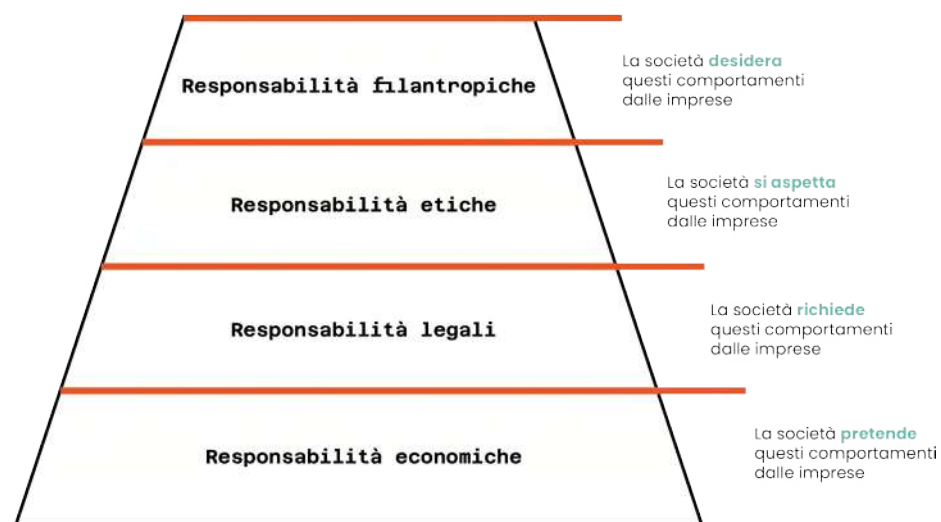 Responsabilità filantropiche
La società desidera
questi comportamenti
dalle imprese
Responsabilità etiche
La società si aspetta
questi comportamenti
dalle imprese
Responsabilità legali
La società richiede
questi comportamenti
dalle imprese
Responsabilità economiche
La società pretende
questi comportamenti
dalle imprese